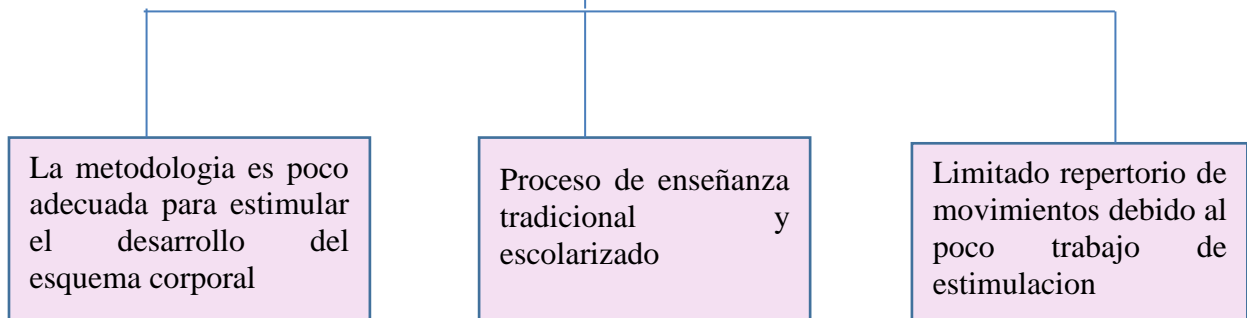 La metodologia es poco
adecuada para estimular
el desarrollo del
esquema corporal
Proceso de enseñanza
tradicional y
escolarizado
Limitado repertorio de
movimientos debido al
poco trabajo de
estimulacion